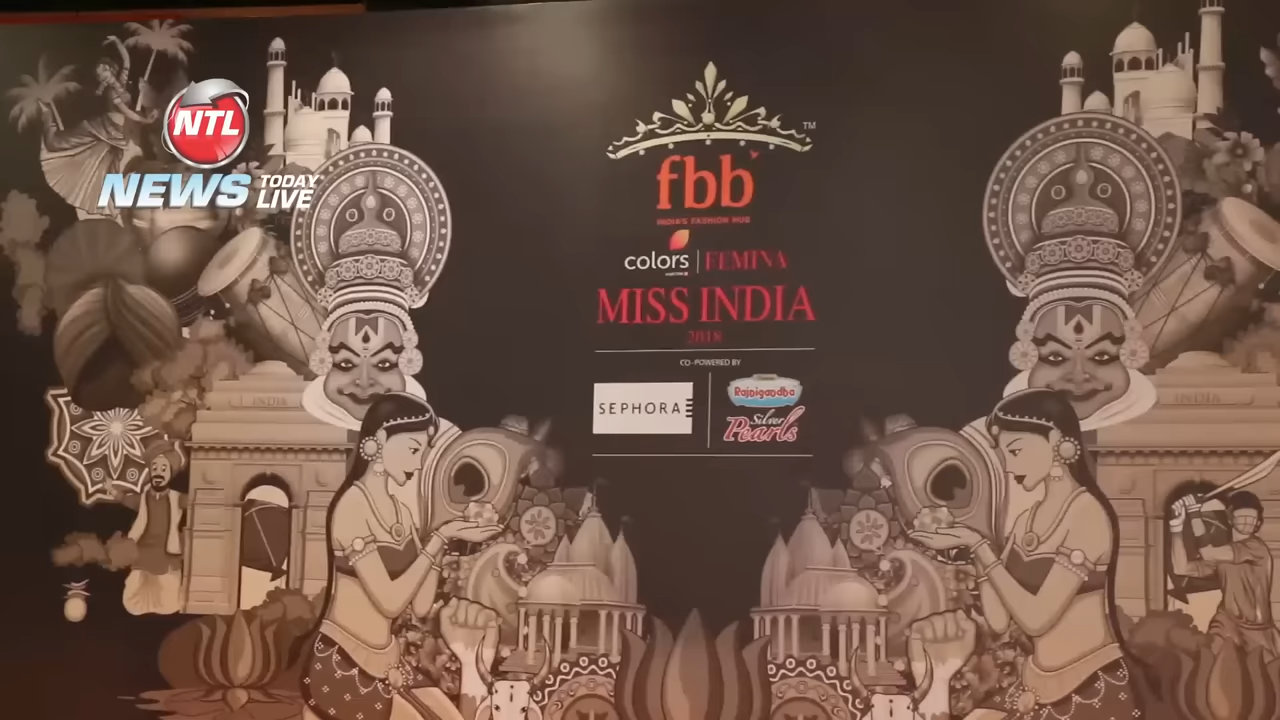 NTL
NEWS TODAY LIVE
TM
fbb
INDIA'S FASHION HUB
colors | FEMINA
MISS INDIA
2018
CO-POWERED BY
SEPHORA
Rajnigandha
Silver
Pearls
INDIA
INDIA